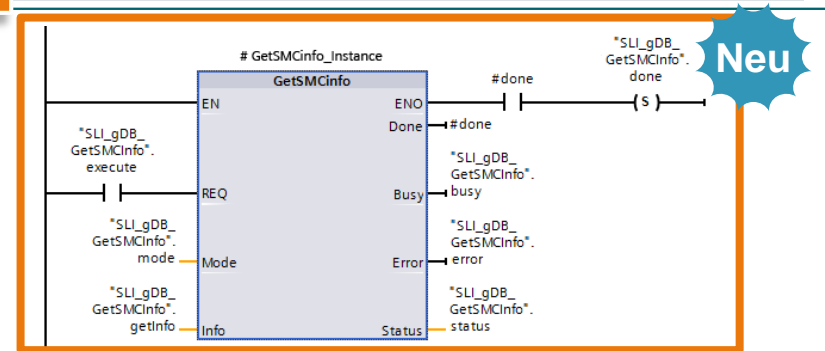 "SLI_gDB_
GetSMCInfo".
done
Neu
# GetSMCinfo_Instance
GetSMCinfo
#done
EN
ENO
( S )
Done
#done
"SLI_gDB_
GetSMCInfo".
execute
"SLI_gDB_
GetSMCInfo".
busy
REQ
Busy
"SLI_gDB_
GetSMCInfo".
mode
Mode
"SLI_gDB_
GetSMCInfo".
error
Error
"SLI_gDB_
GetSMCInfo".
getInfo
Info
"SLI_gDB_
GetSMCInfo".
status
Status